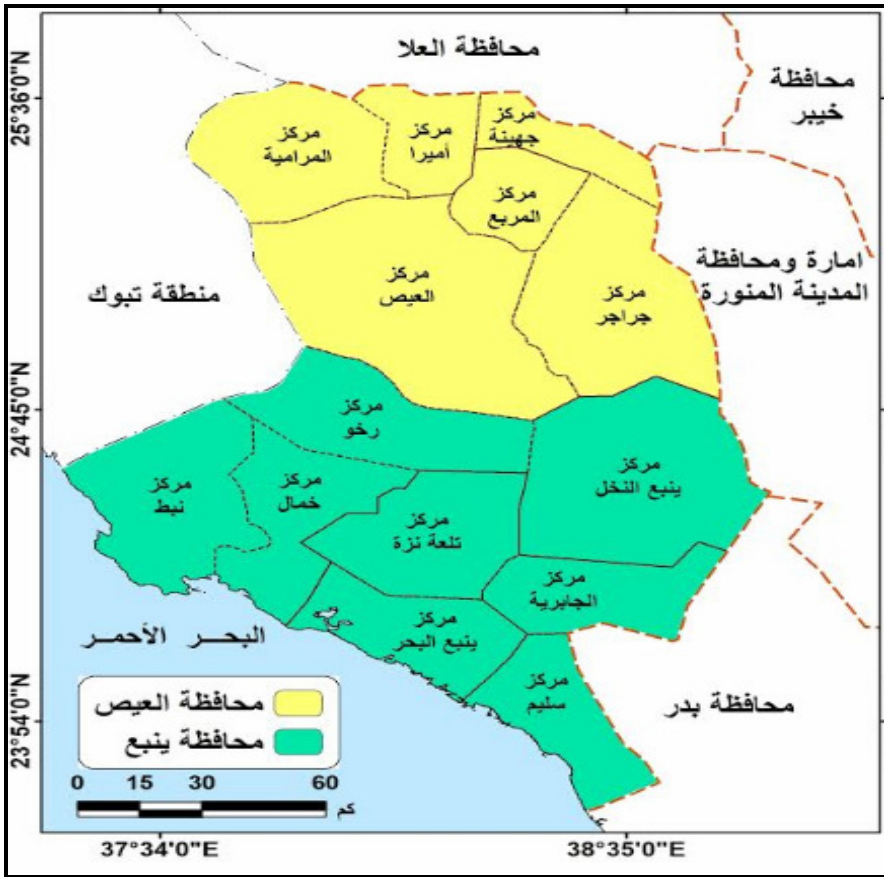 محافظة العلا
محافظة
خيبر
مركز
جهينة
مركز
أميرا
مركز
المرامية
مركز
المربع
امارة ومحافظة
المدينة المنورة
مركز
العيص
مركز
جراجر
منطقة تبوك
مركز
رخو
مركز
ينبع النخل
مركز
نبط
مركز
خمال
مركز
تلعة نزة
مركز
الجابرية
مركز
ينبع البحر
البحر الأحمر
مركز
سليم
محافظة بدر
محافظة العيص
محافظة ينبع
0 15 30 60
كم
25°36'0"N
24°45'0"N
23°54'0"N
37°34'0"E
38°35'0"E